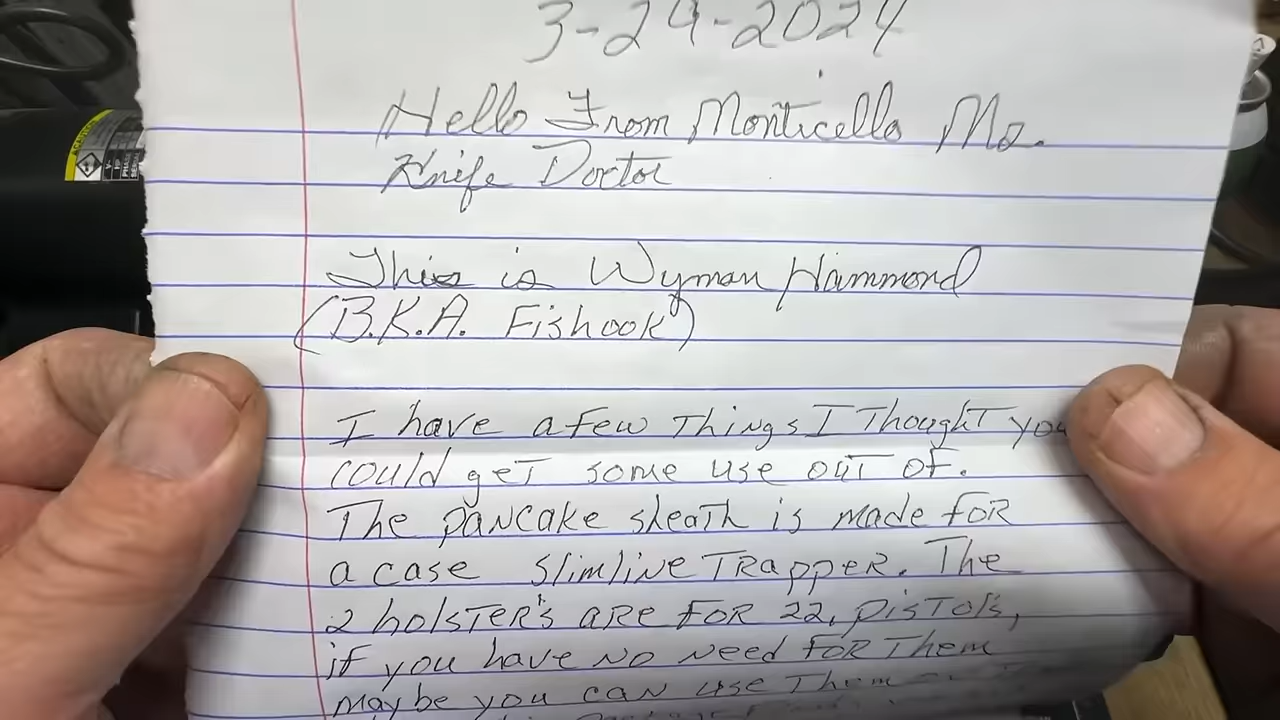 3-24-2024
Hello From Monticello Mo.
Knife Doctor
This is Wyman Hammond
(B.K.A. Fishook)
I have a few Things I Thought you
could get some use out of.
The pancake sheath is made for
a case slimline Trapper. The
2 holster's are for 22, pistols,
if you have no need for Them
maybe you can use Them
CAUTION